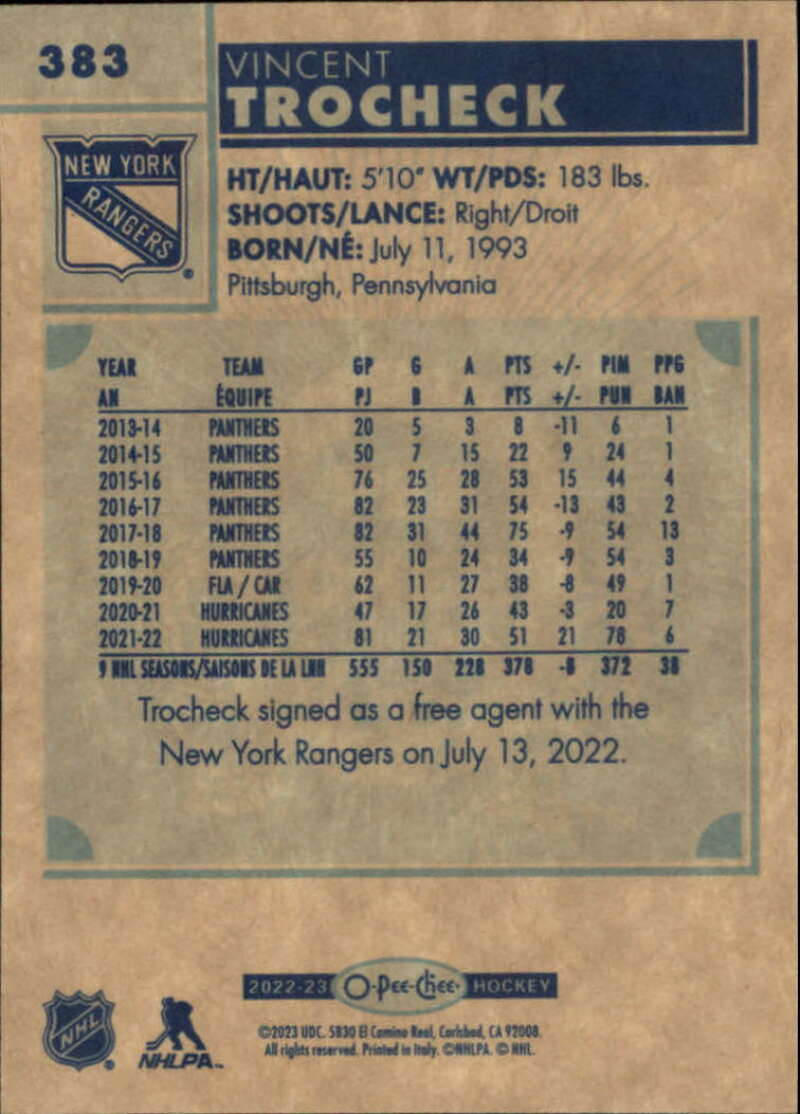 383
VINCENT
TROCHECK
NEW YORK
RANGERS
HT/HAUT: 5'10" WT/PDS: 183 lbs.
SHOOTS/LANCE: Right/Droit
BORN/NÉ: July 11, 1993
Pittsburgh, Pennsylvania
YEAR TEAM GP G A PTS +/- PIM PPG
AN ÉQUIPE PJ B A PTS +/- PUN BAN
2013-14 PANTHERS 20 5 3 8 -11 6 1
2014-15 PANTHERS 50 7 15 22 9 24 1
2015-16 PANTHERS 76 25 28 53 15 44 4
2016-17 PANTHERS 82 23 31 54 -13 43 2
2017-18 PANTHERS 82 31 44 75 -9 54 13
2018-19 PANTHERS 55 10 24 34 -9 54 3
2019-20 FLA / CAR 62 11 27 38 -8 49 1
2020-21 HURRICANES 47 17 26 43 -3 20 7
2021-22 HURRICANES 81 21 30 51 21 78 6
9 NHL SEASONS/SAISONS DE LA LNH 555 150 228 378 -8 372 38
Trocheck signed as a free agent with the
New York Rangers on July 13, 2022.
2022-23 O-Pee-Chee HOCKEY
©2023 UDC. 5830 El Camino Real, Carlsbad, CA 92008.
All rights reserved. Printed in Italy. ©NHLPA. © NHL.
NHL
NHLPA™